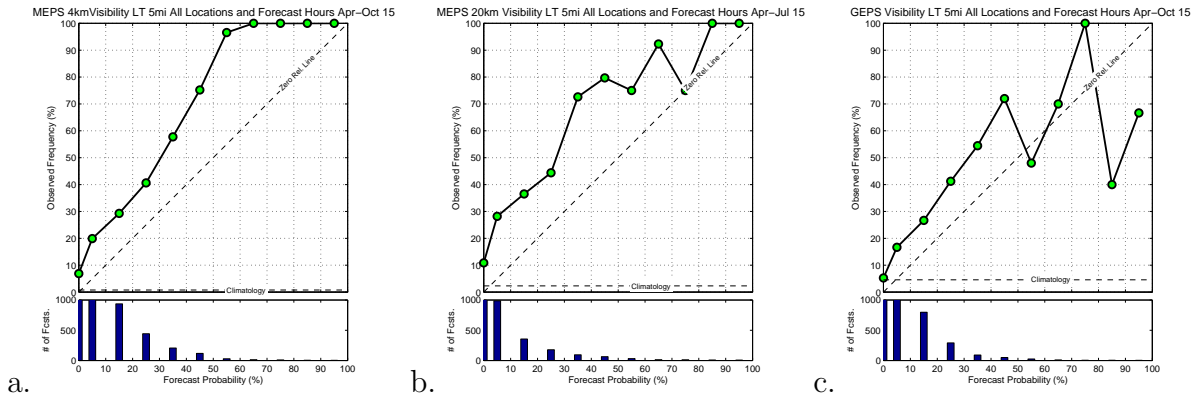 MEPS 4kmVisibility LT 5mi All Locations and Forecast Hours Apr−Oct 15
100
90
80
70
60
50
40
30
20
10
0
Observed Frequency (%)
Zero Rel. Line
Climatology
1000
500
0
# of Fcsts.
0 10 20 30 40 50 60 70 80 90 100
Forecast Probability (%)
a.
MEPS 20km Visibility LT 5mi All Locations and Forecast Hours Apr−Jul 15
100
90
80
70
60
50
40
30
20
10
0
Observed Frequency (%)
Zero Rel. Line
Climatology
1000
500
0
# of Fcsts.
0 10 20 30 40 50 60 70 80 90 100
Forecast Probability (%)
b.
GEPS Visibility LT 5mi All Locations and Forecast Hours Apr−Oct 15
100
90
80
70
60
50
40
30
20
10
0
Observed Frequency (%)
Zero Rel. Line
Climatology
1000
500
0
# of Fcsts.
0 10 20 30 40 50 60 70 80 90 100
Forecast Probability (%)
c.